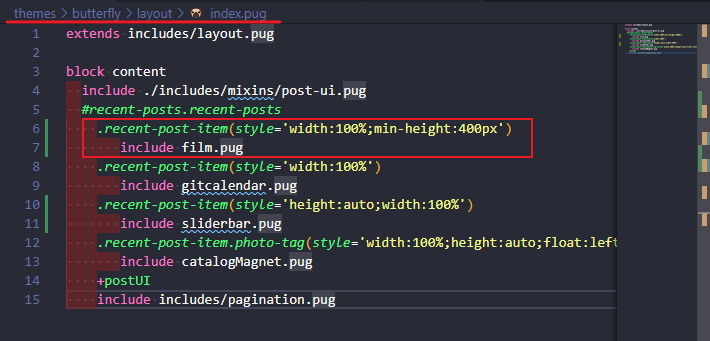 themes > butterfly > layout > index.pug
1 extends includes/layout.pug
2
3 block content
4 include ./includes/mixins/post-ui.pug
5 #recent-posts.recent-posts
6 .recent-post-item(style='width:100%;min-height:400px')
7 include film.pug
8 .recent-post-item(style='width:100%')
9 include gitcalendar.pug
10 .recent-post-item(style='height:auto;width:100%')
11 include sliderbar.pug
12 .recent-post-item.photo-tag(style='width:100%;height:auto;float:left
13 include catalogMagnet.pug
14 +postUI
15 include includes/pagination.pug